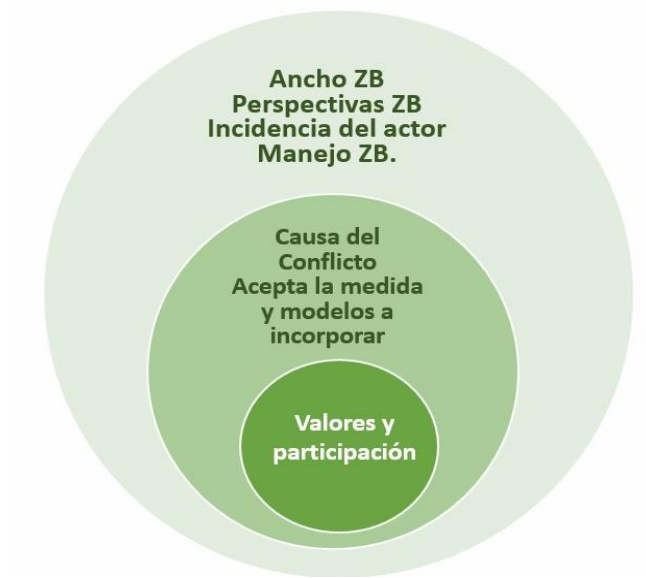 Ancho ZB
Perspectivas ZB
Incidencia del actor
Manejo ZB.
Causa del
Conflicto
Acepta la medida
y modelos a
incorporar
Valores y
participación